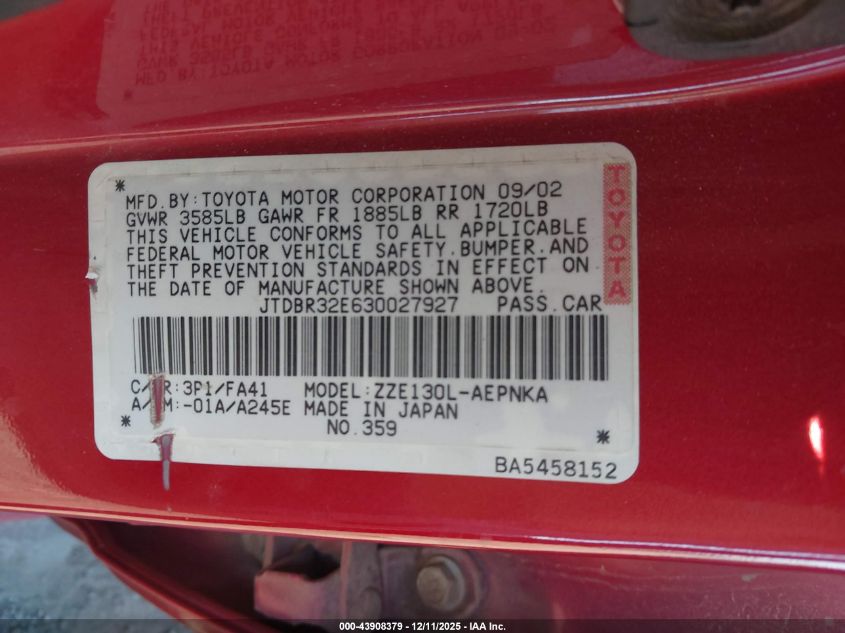 * MFD.BY:TOYOTA MOTOR CORPORATION 09/02
GVWR 3585LB GAWR FR 1885LB RR 1720LB
THIS VEHICLE CONFORMS TO ALL APPLICABLE
FEDERAL MOTOR VEHICLE SAFETY.BUMPER.AND
THEFT PREVENTION STANDARDS IN EFFECT ON
THE DATE OF MANUFACTURE SHOWN ABOVE.
JTDBR32E630027927 PASS.CAR
TOYOTA
C/TR:3P1/FA41 MODEL:ZZE130L-AEPNKA
A/TM:-01A/A245E MADE IN JAPAN
* NO.359 *
BA5458152
000-43908379 - 12/11/2025 - IAA Inc.